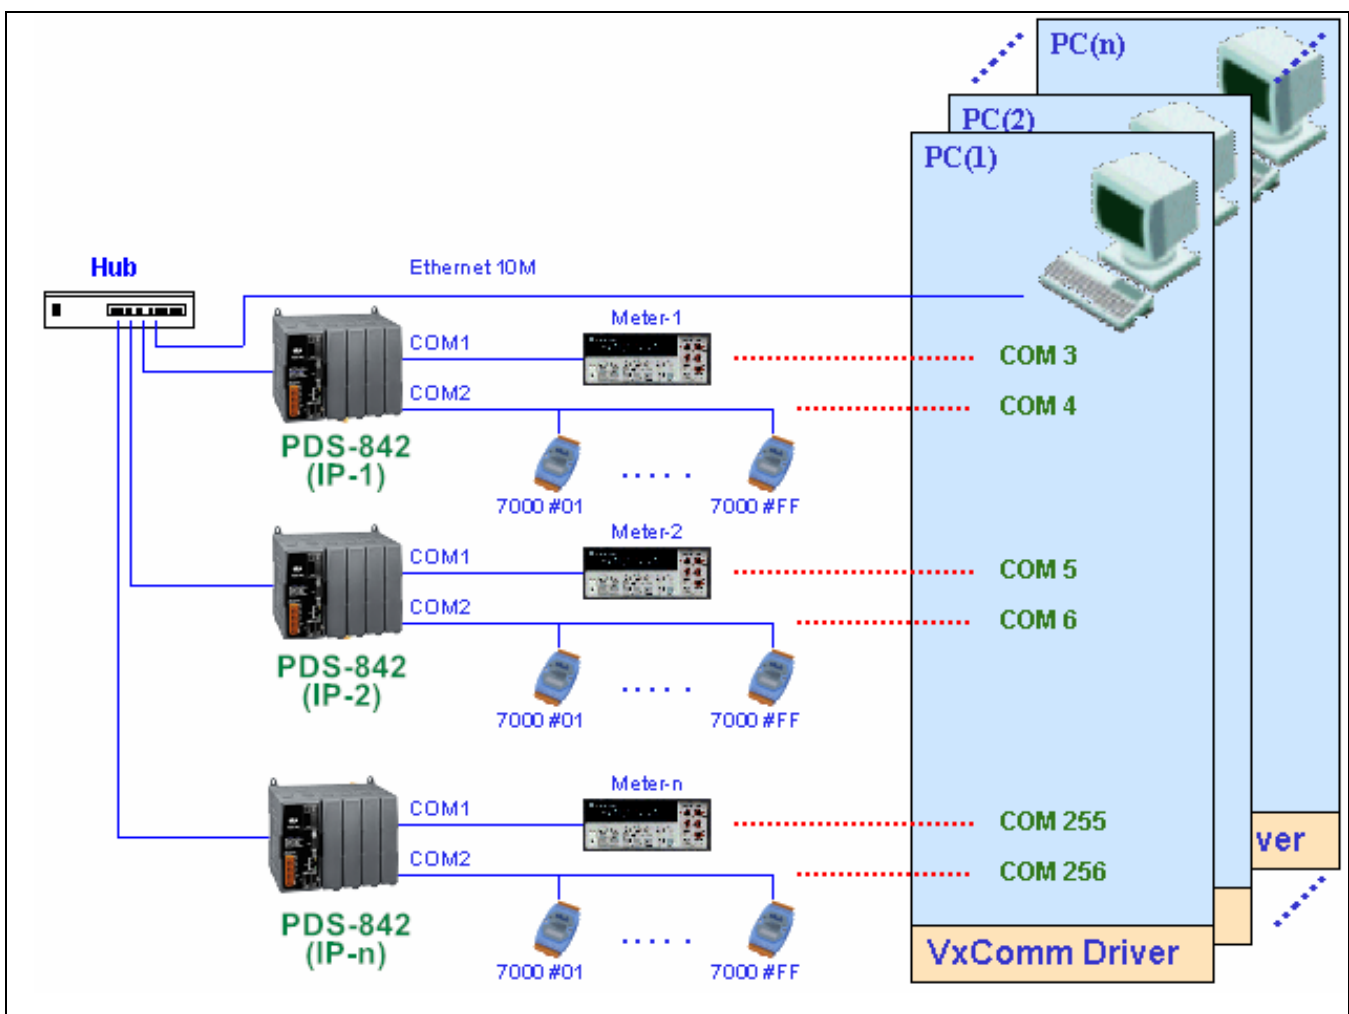 PC(n)
PC(2)
PC(1)
Hub
Ethernet 10M
Meter-1
COM1
COM 3
COM2
COM 4
PDS-842
(IP-1)
7000 #01
7000 #FF
Meter-2
COM1
COM 5
COM2
COM 6
PDS-842
(IP-2)
7000 #01
7000 #FF
Meter-n
COM1
COM 255
COM2
COM 256
PDS-842
(IP-n)
7000 #01
7000 #FF
ver
VxComm Driver